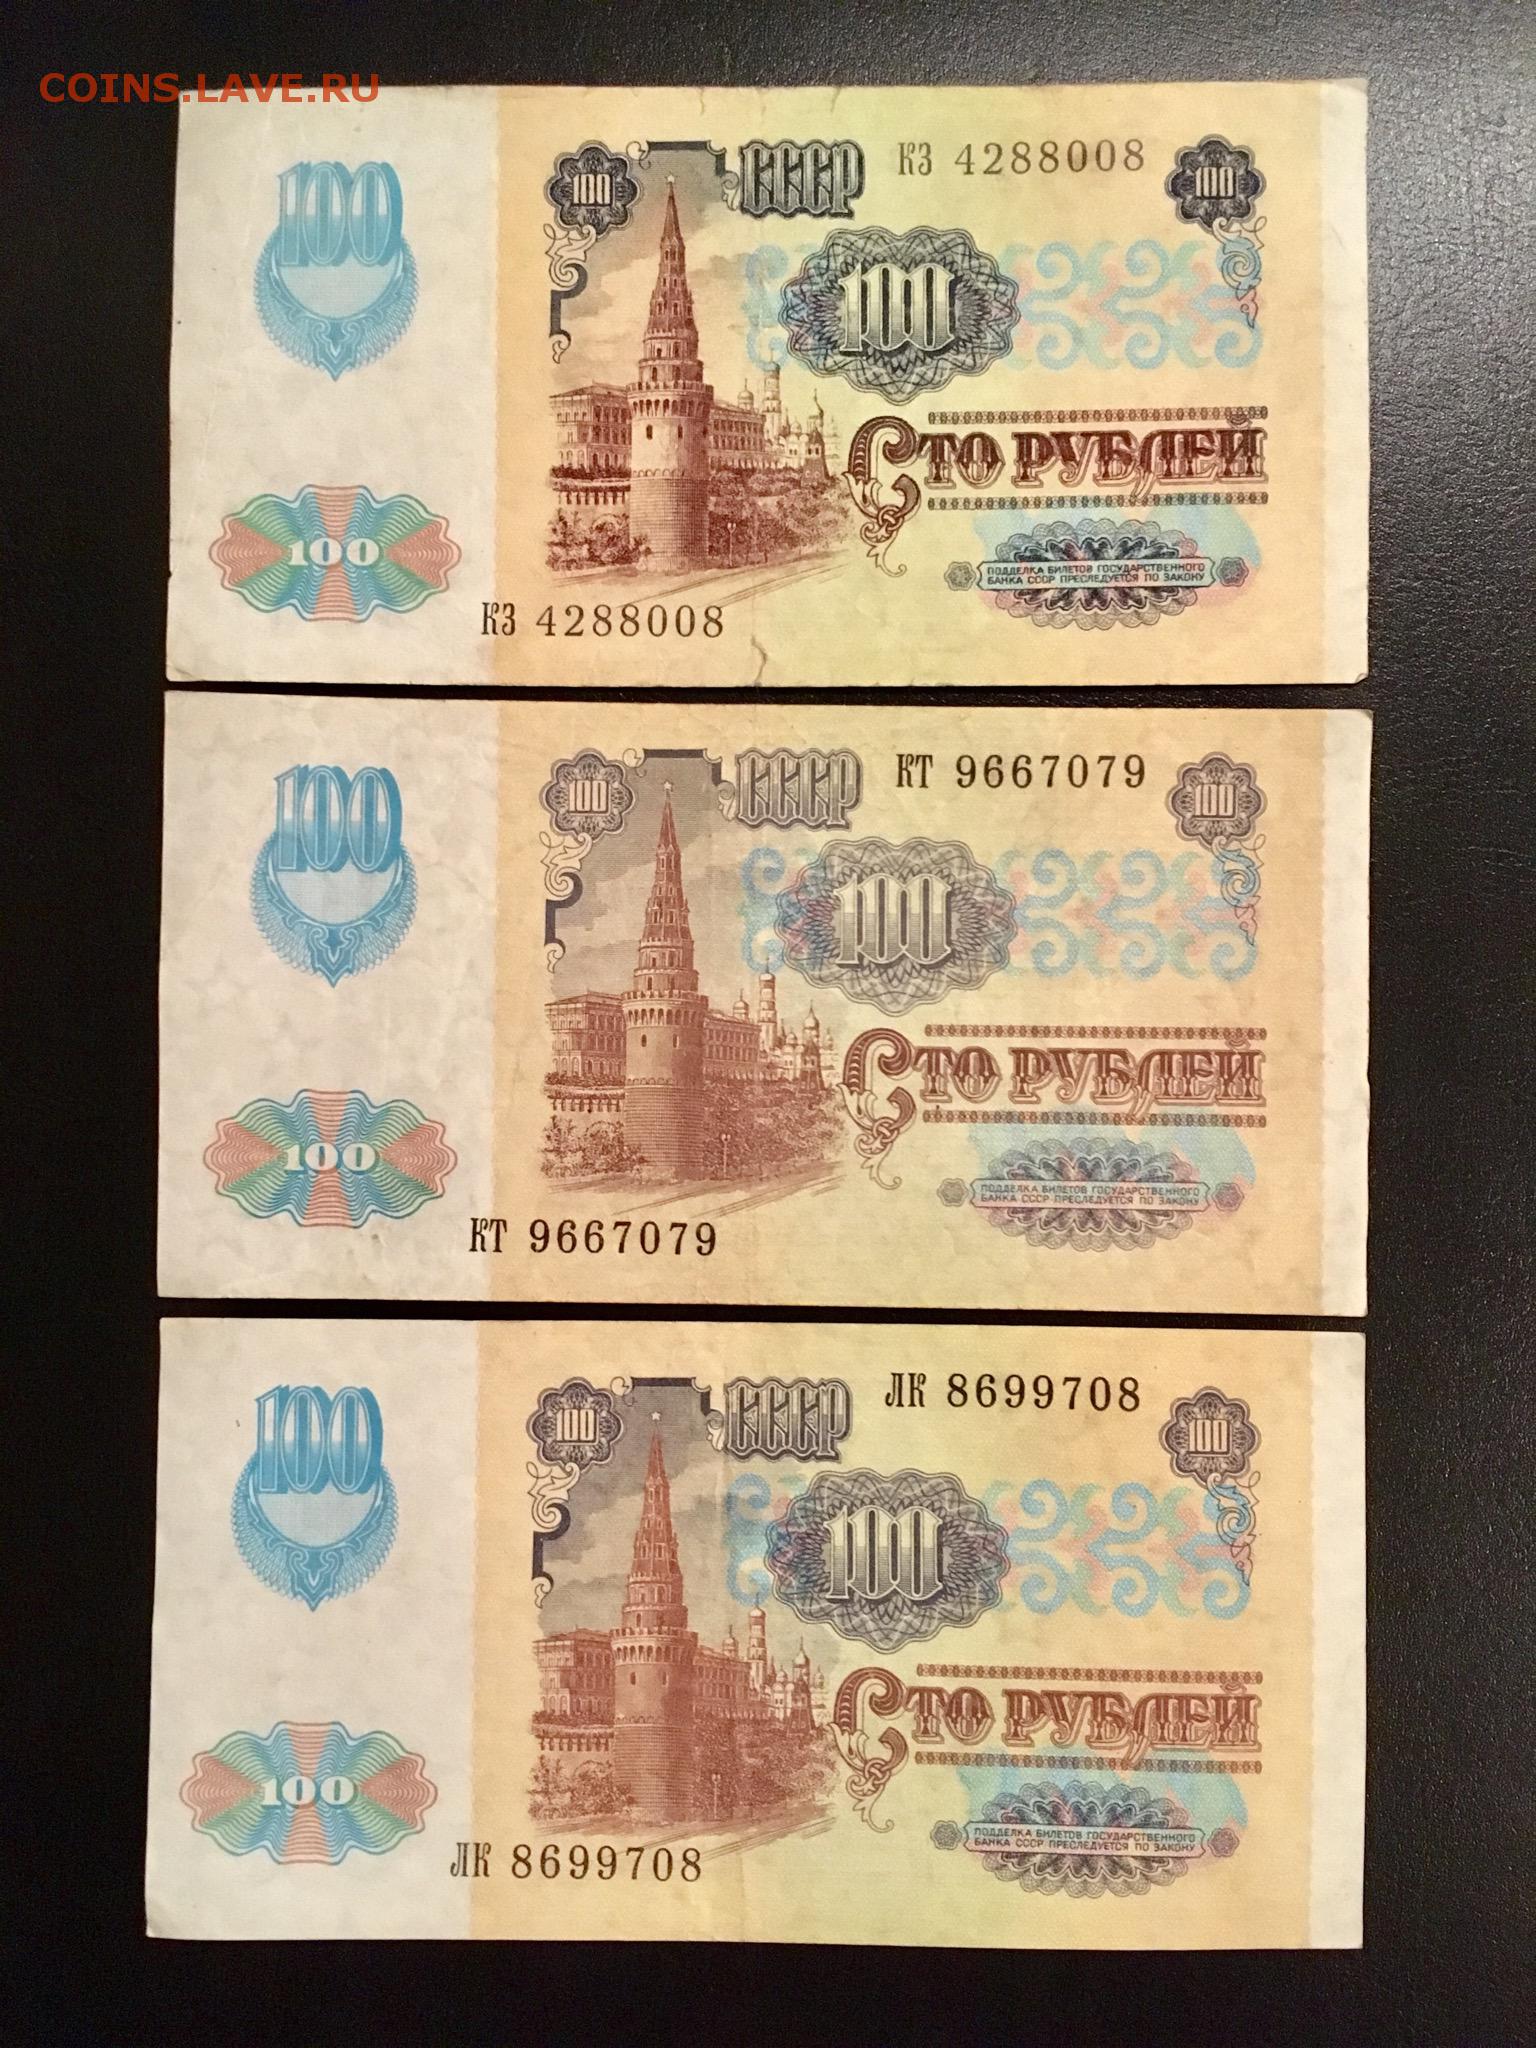 COINS.LAVE.RU
100
100
СССР
КЗ 4288008
100
100
СТО РУБЛЕЙ
100
ПОДДЕЛКА БИЛЕТОВ ГОСУДАРСТВЕННОГО
БАНКА СССР ПРЕСЛЕДУЕТСЯ ПО ЗАКОНУ
КЗ 4288008
100
100
СССР
КТ 9667079
100
100
СТО РУБЛЕЙ
100
ПОДДЕЛКА БИЛЕТОВ ГОСУДАРСТВЕННОГО
БАНКА СССР ПРЕСЛЕДУЕТСЯ ПО ЗАКОНУ
КТ 9667079
100
100
СССР
ЛК 8699708
100
100
СТО РУБЛЕЙ
100
ПОДДЕЛКА БИЛЕТОВ ГОСУДАРСТВЕННОГО
БАНКА СССР ПРЕСЛЕДУЕТСЯ ПО ЗАКОНУ
ЛК 8699708